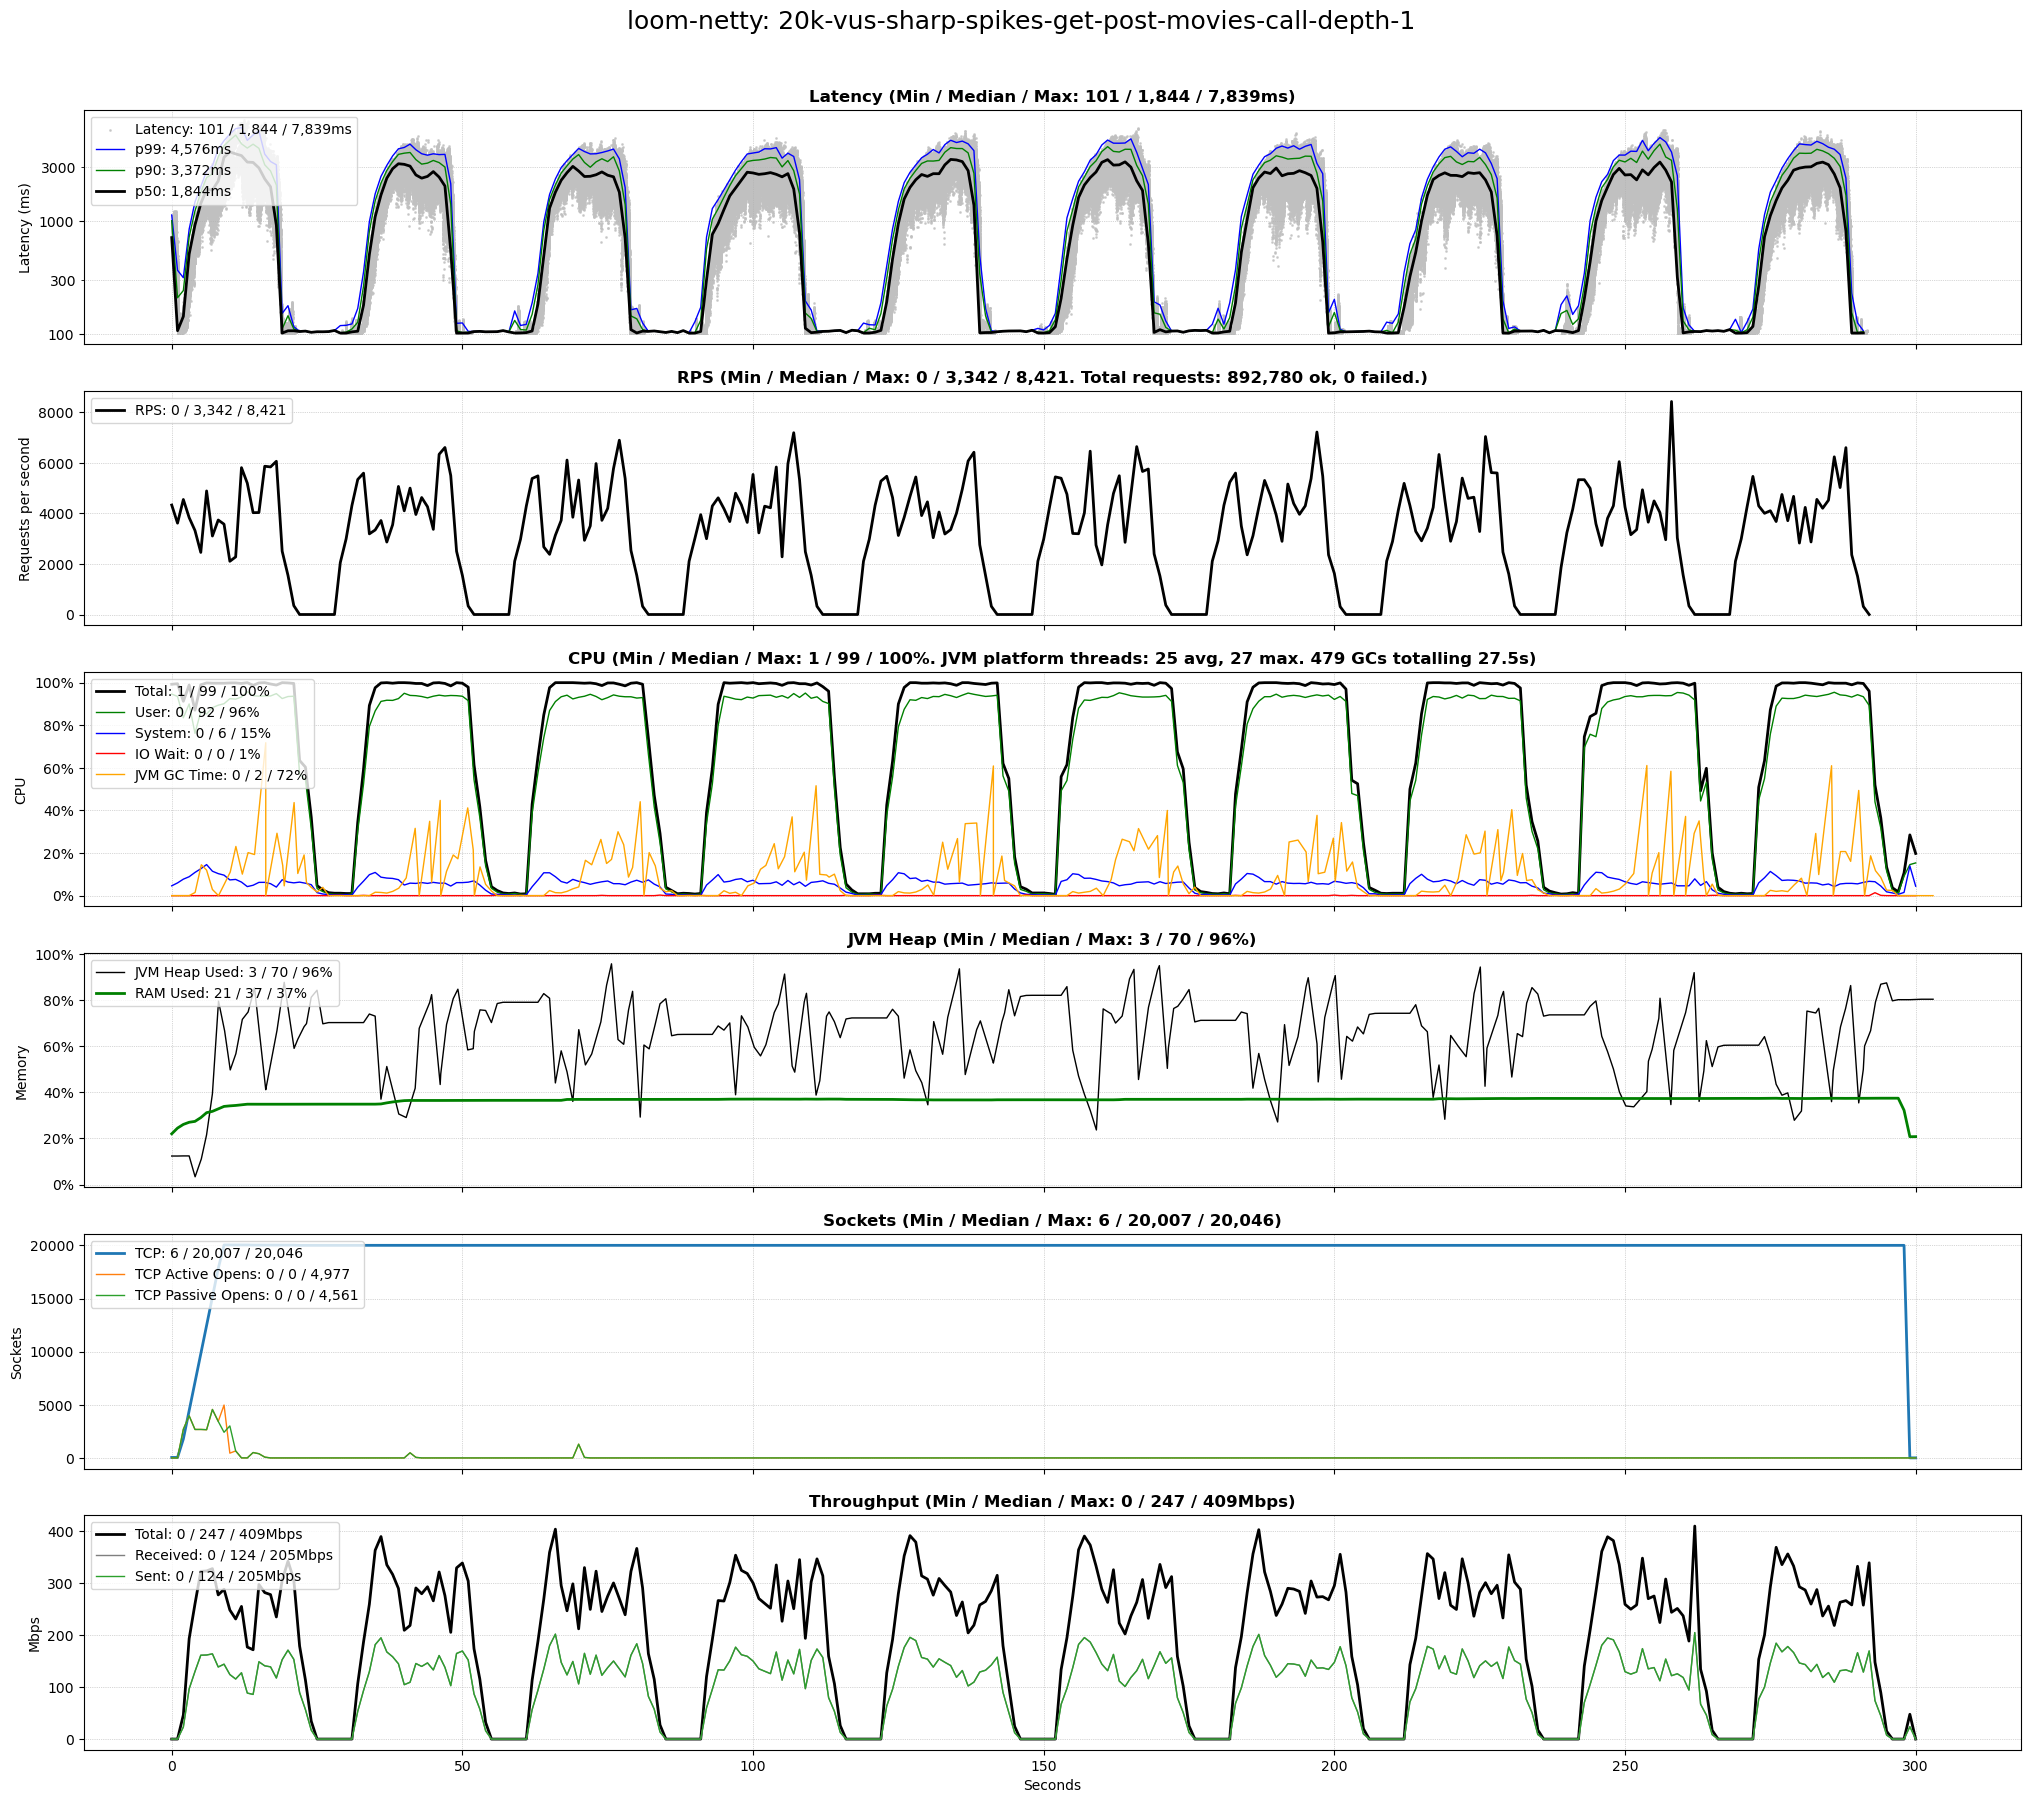 loom-netty: 20k-vus-sharp-spikes-get-post-movies-call-depth-1
Latency (Min / Median / Max: 101 / 1,844 / 7,839ms)
Latency: 101 / 1,844 / 7,839ms
p99: 4,576ms
p90: 3,372ms
p50: 1,844ms
3000
1000
300
100
Latency (ms)
RPS (Min / Median / Max: 0 / 3,342 / 8,421. Total requests: 892,780 ok, 0 failed.)
RPS: 0 / 3,342 / 8,421
8000
6000
4000
2000
0
Requests per second
CPU (Min / Median / Max: 1 / 99 / 100%. JVM platform threads: 25 avg, 27 max. 479 GCs totalling 27.5s)
Total: 1 / 99 / 100%
User: 0 / 92 / 96%
System: 0 / 6 / 15%
IO Wait: 0 / 0 / 1%
JVM GC Time: 0 / 2 / 72%
100%
80%
60%
40%
20%
0%
CPU
JVM Heap (Min / Median / Max: 3 / 70 / 96%)
JVM Heap Used: 3 / 70 / 96%
RAM Used: 21 / 37 / 37%
100%
80%
60%
40%
20%
0%
Memory
Sockets (Min / Median / Max: 6 / 20,007 / 20,046)
TCP: 6 / 20,007 / 20,046
TCP Active Opens: 0 / 0 / 4,977
TCP Passive Opens: 0 / 0 / 4,561
20000
15000
10000
5000
0
Sockets
Throughput (Min / Median / Max: 0 / 247 / 409Mbps)
Total: 0 / 247 / 409Mbps
Received: 0 / 124 / 205Mbps
Sent: 0 / 124 / 205Mbps
400
300
200
100
0
Mbps
0 50 100 150 200 250 300
Seconds